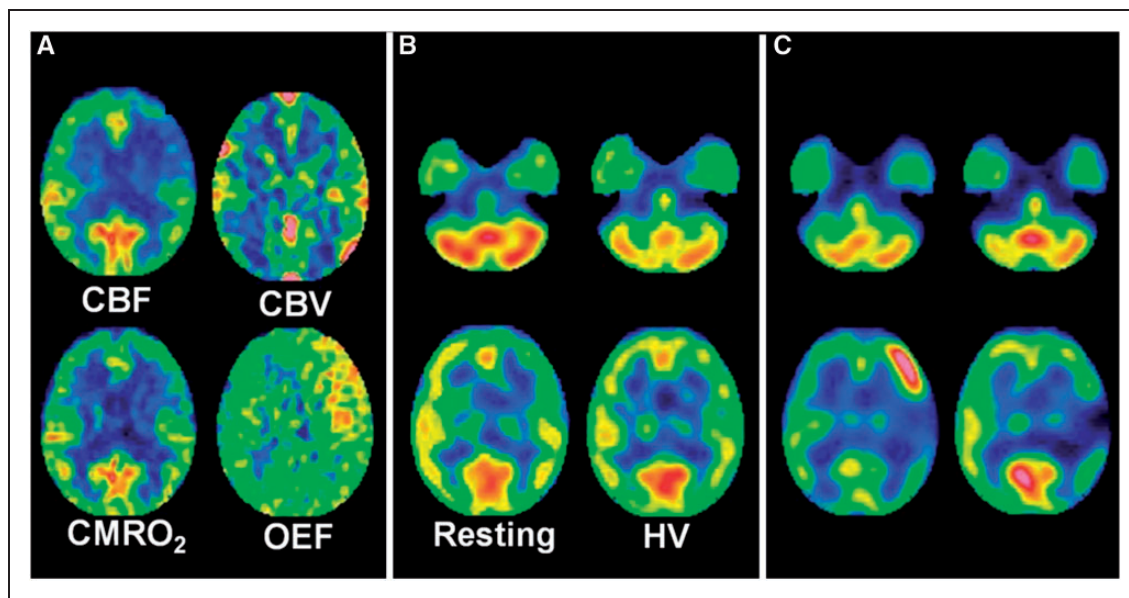 A
B
C
CBF
CBV
CMRO₂
OEF
Resting
HV